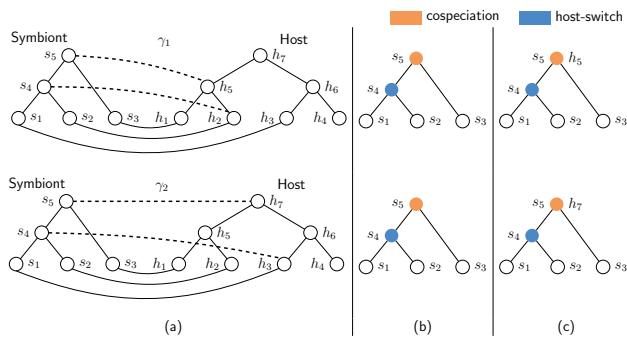 cospeciation host-switch
Symbiont γ₁ Host
s₅ h₇ s₅ s₅ h₅
s₄ h₅ h₆ s₄ s₄
s₁ s₂ s₃ h₁ h₂ h₃ h₄ s₁ s₂ s₃ s₁ s₂ s₃
Symbiont γ₂ Host
s₅ h₇ s₅ s₅ h₇
s₄ h₅ h₆ s₄ s₄
s₁ s₂ s₃ h₁ h₂ h₃ h₄ s₁ s₂ s₃ s₁ s₂ s₃
(a) (b) (c)